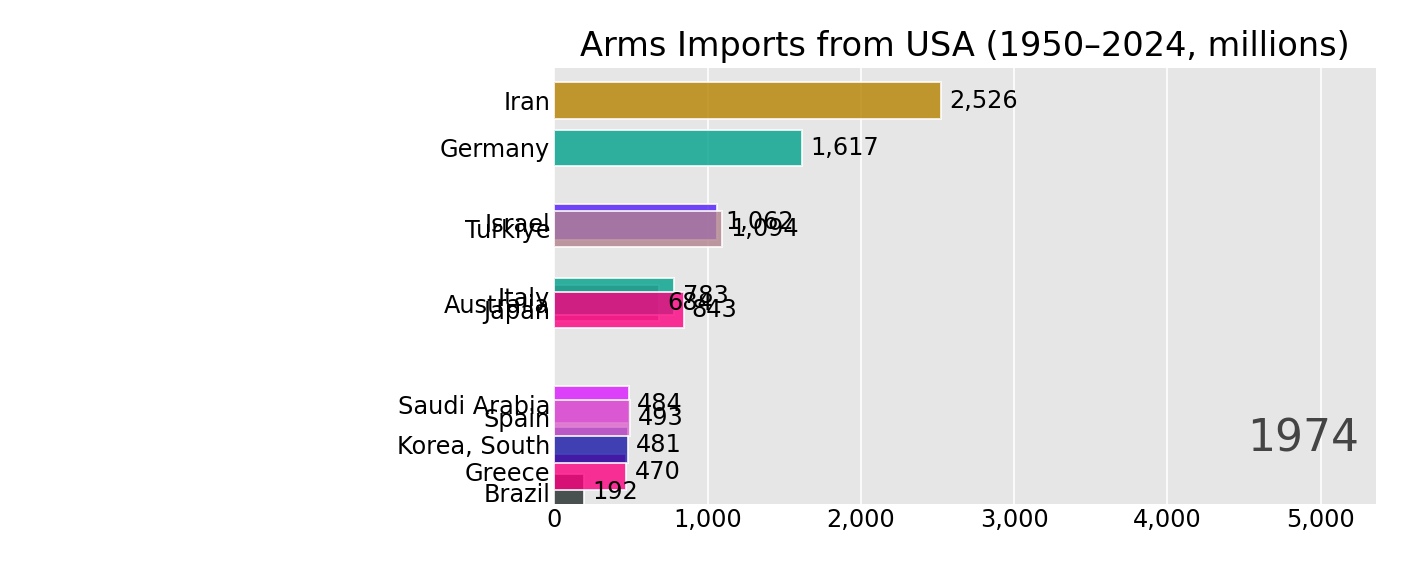 Arms Imports from USA (1950–2024, millions)
Iran 2,526
Germany 1,617
Israel 1,062
Türkiye 1,094
Italy 783
Australia 684
Japan 843
Saudi Arabia 484
Spain 493
Korea, South 481
1974
Greece 470
Brazil 192
0 1,000 2,000 3,000 4,000 5,000